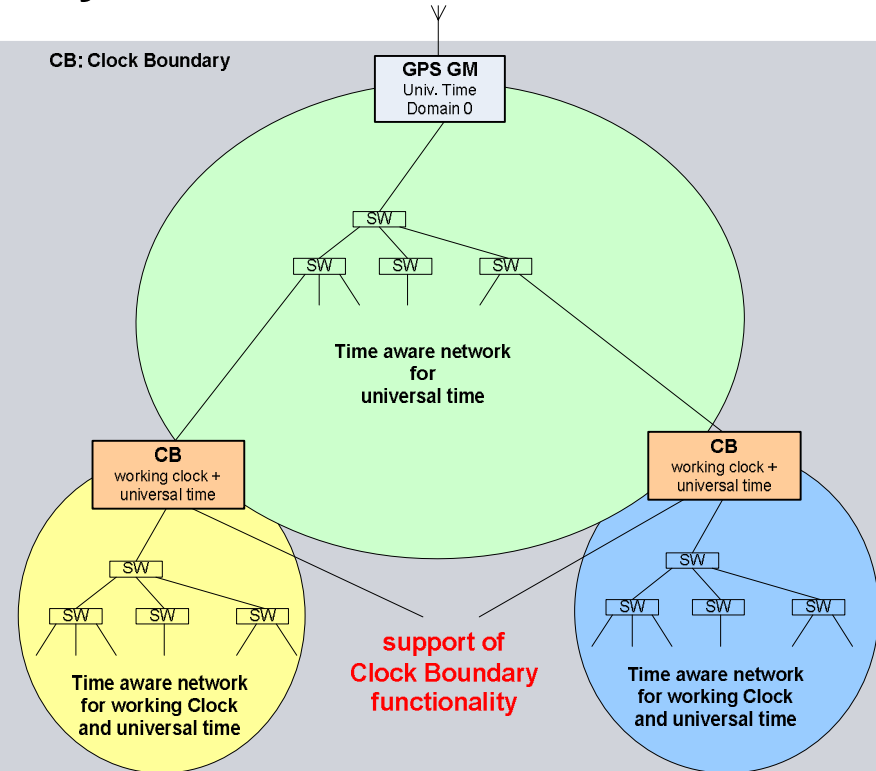 CB: Clock Boundary
GPS GM
Univ. Time
Domain 0
SW
SW
SW
SW
Time aware network
for
universal time
CB
working clock +
universal time
CB
working clock +
universal time
SW
SW
SW
SW
Time aware network
for working Clock
and universal time
support of
Clock Boundary
functionality
SW
SW
SW
SW
Time aware network
for working Clock
and universal time